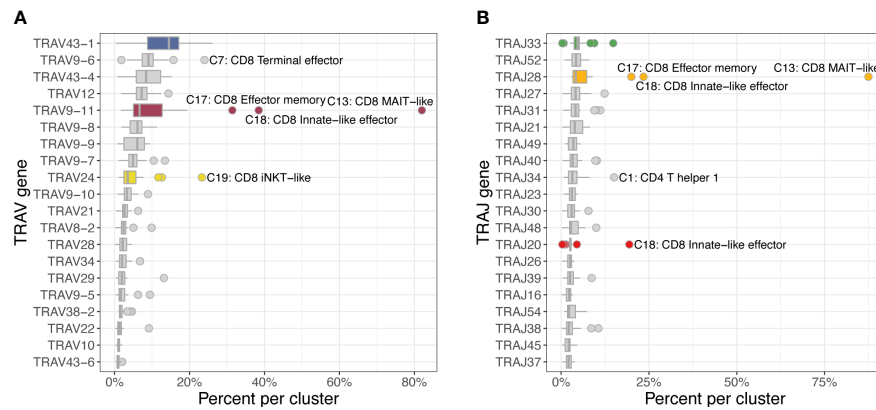 A
TRAV gene
TRAV43−1
TRAV9−6
C7: CD8 Terminal effector
TRAV43−4
TRAV12
C17: CD8 Effector memory C13: CD8 MAIT−like
TRAV9−11
C18: CD8 Innate−like effector
TRAV9−8
TRAV9−9
TRAV9−7
TRAV24
C19: CD8 iNKT−like
TRAV9−10
TRAV21
TRAV8−2
TRAV28
TRAV34
TRAV29
TRAV9−5
TRAV38−2
TRAV22
TRAV10
TRAV43−6
0% 20% 40% 60% 80%
Percent per cluster
B
TRAJ gene
TRAJ33
TRAJ52
C17: CD8 Effector memory C13: CD8 MAIT−like
TRAJ28
C18: CD8 Innate−like effector
TRAJ27
TRAJ31
TRAJ21
TRAJ49
TRAJ40
TRAJ34
C1: CD4 T helper 1
TRAJ23
TRAJ30
TRAJ48
TRAJ20
C18: CD8 Innate−like effector
TRAJ26
TRAJ39
TRAJ16
TRAJ54
TRAJ38
TRAJ45
TRAJ37
0% 25% 50% 75%
Percent per cluster